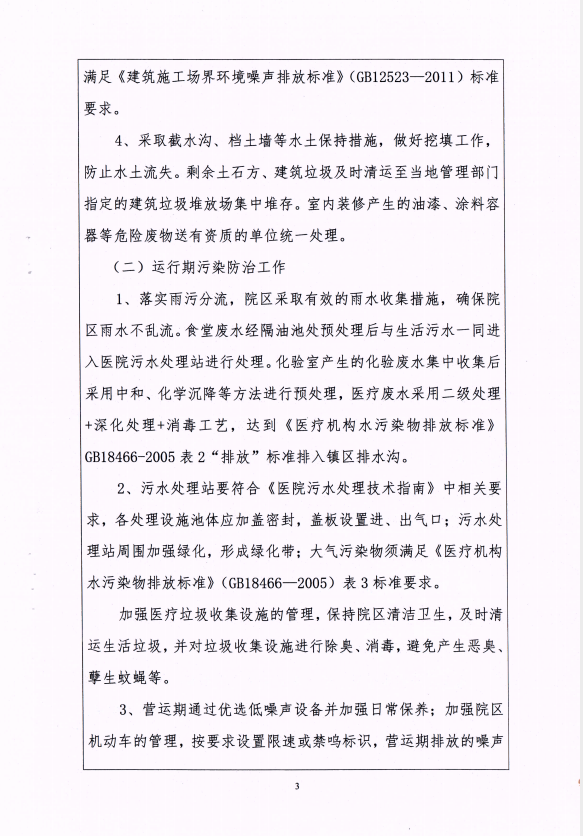 满足《建筑施工场界环境噪声排放标准》（GB12523—2011）标准
要求。
4、采取截水沟、档土墙等水土保持措施，做好挖填工作，
防止水土流失。剩余土石方、建筑垃圾及时清运至当地管理部门
指定的建筑垃圾堆放场集中堆存。室内装修产生的油漆、涂料容
器等危险废物送有资质的单位统一处理。
（二）运行期污染防治工作
1、落实雨污分流，院区采取有效的雨水收集措施，确保院
区雨水不乱流。食堂废水经隔油池处预处理后与生活污水一同进
入医院污水处理站进行处理。化验室产生的化验废水集中收集后
采用中和、化学沉降等方法进行预处理，医疗废水采用二级处理
+深化处理+消毒工艺，达到《医疗机构水污染物排放标准》
GB18466-2005 表 2“排放”标准排入镇区排水沟。
2、污水处理站要符合《医院污水处理技术指南》中相关要
求，各处理设施池体应加盖密封，盖板设置进、出气口；污水处
理站周围加强绿化，形成绿化带；大气污染物须满足《医疗机构
水污染物排放标准》（GB18466—2005）表 3 标准要求。
加强医疗垃圾收集设施的管理，保持院区清洁卫生，及时清
运生活垃圾，并对垃圾收集设施进行除臭、消毒，避免产生恶臭、
孽生蚊蝇等。
3、营运期通过优选低噪声设备并加强日常保养；加强院区
机动车的管理，按要求设置限速或禁鸣标识，营运期排放的噪声
3